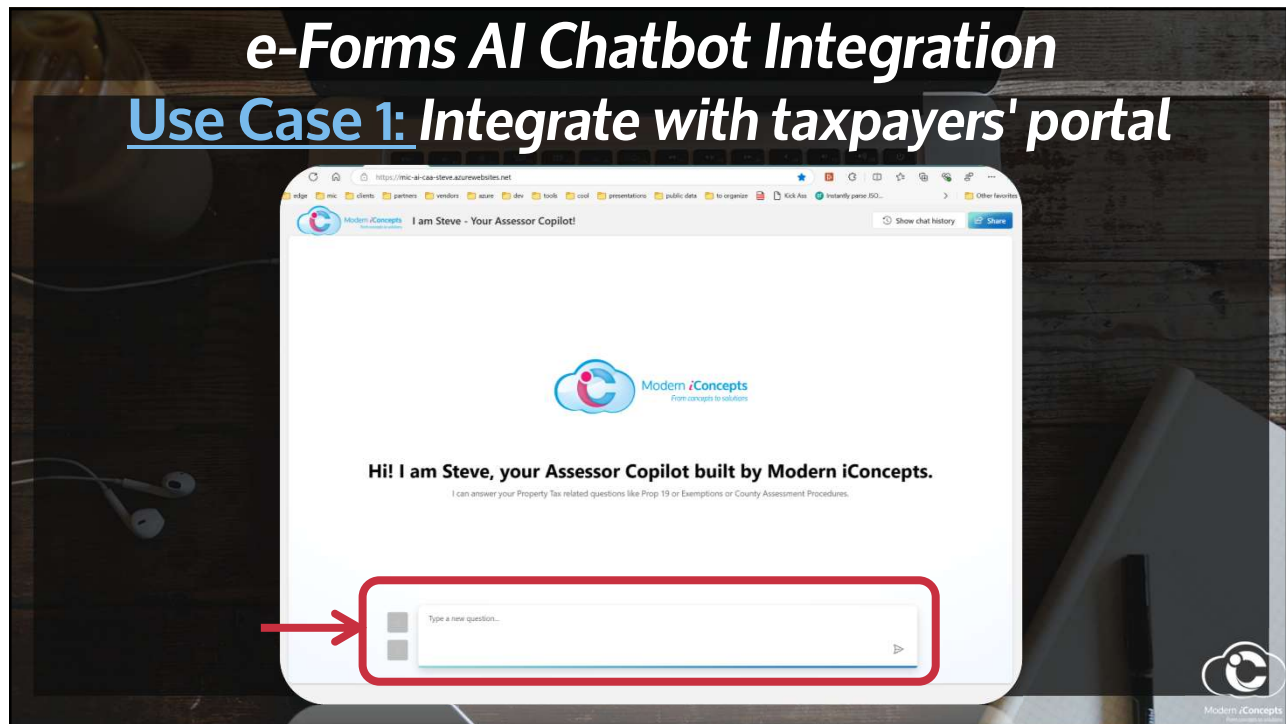 e-Forms AI Chatbot Integration
Use Case 1: Integrate with taxpayers' portal
https://mic-ai-caa-steve.azurewebsites.net
edge mic clients partners vendors azure dev tools cool presentations public data to organize Kick Ass Instantly parse JSO... Other favorites
Modern iConcepts
From concepts to solutions
I am Steve - Your Assessor Copilot!
Show chat history
Share
Modern iConcepts
From concepts to solutions
Hi! I am Steve, your Assessor Copilot built by Modern iConcepts.
I can answer your Property Tax related questions like Prop 19 or Exemptions or County Assessment Procedures.
Type a new question...
Modern iConcepts